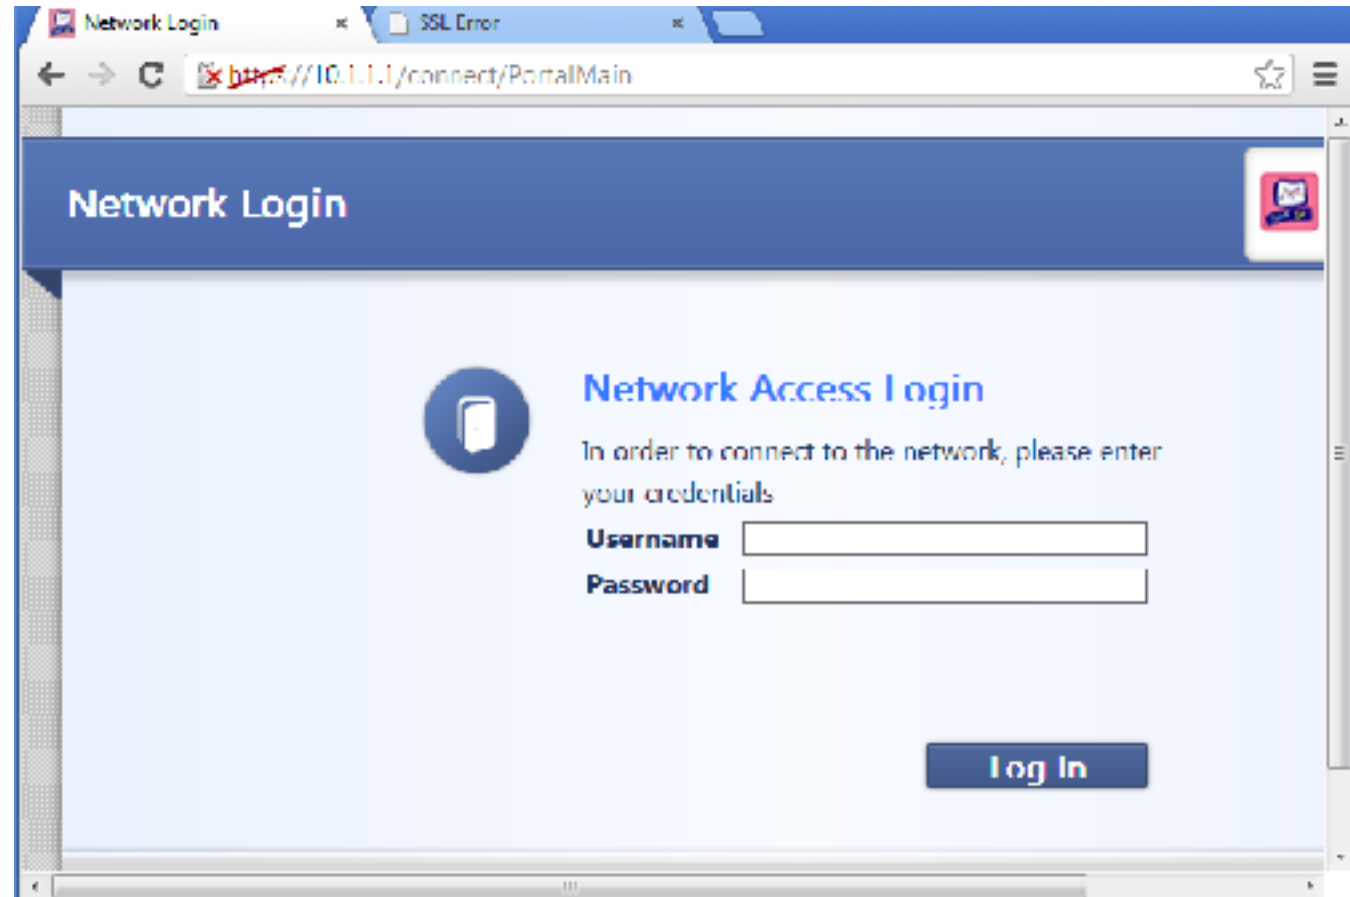 Network Login
SSL Error
https://10.1.1.1/connect/PortalMain
Network Login
Network Access Login
In order to connect to the network, please enter
your credentials
Username
Password
Log In